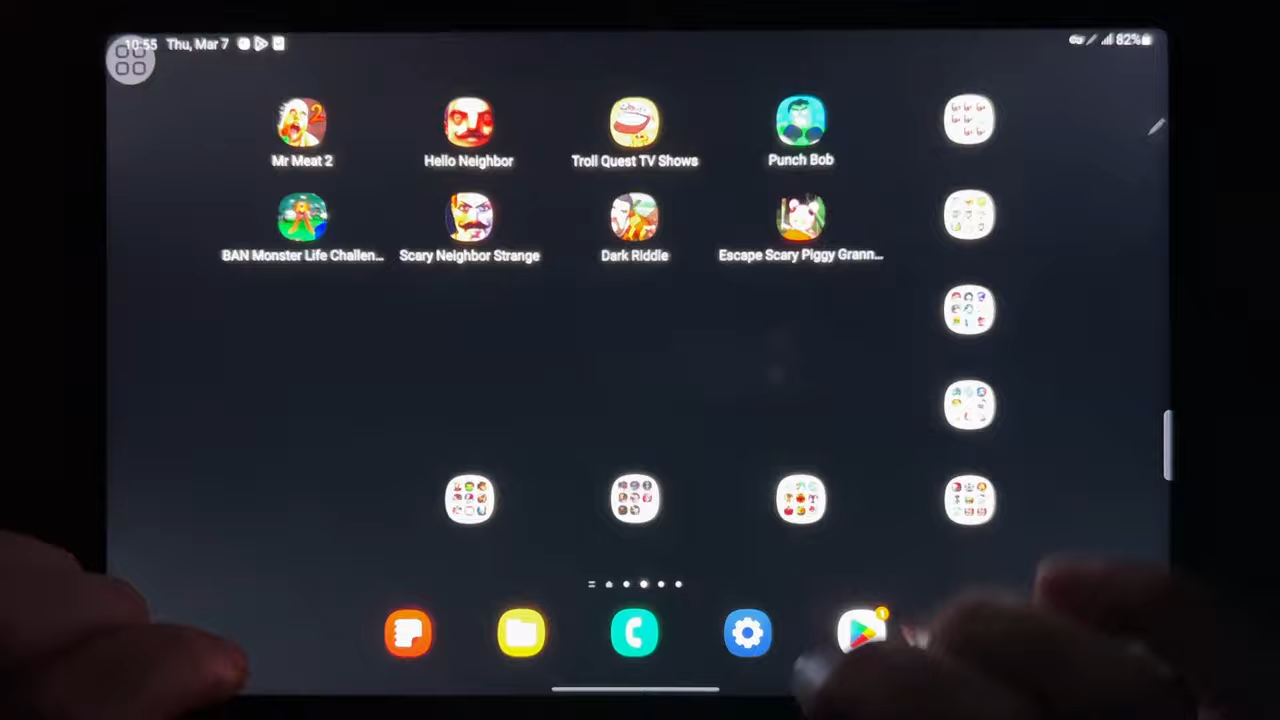 10:55 Thu, Mar 7
82%
Mr Meat 2
Hello Neighbor
Troll Quest TV Shows
Punch Bob
BAN Monster Life Challen...
Scary Neighbor Strange
Dark Riddle
Escape Scary Piggy Grann...